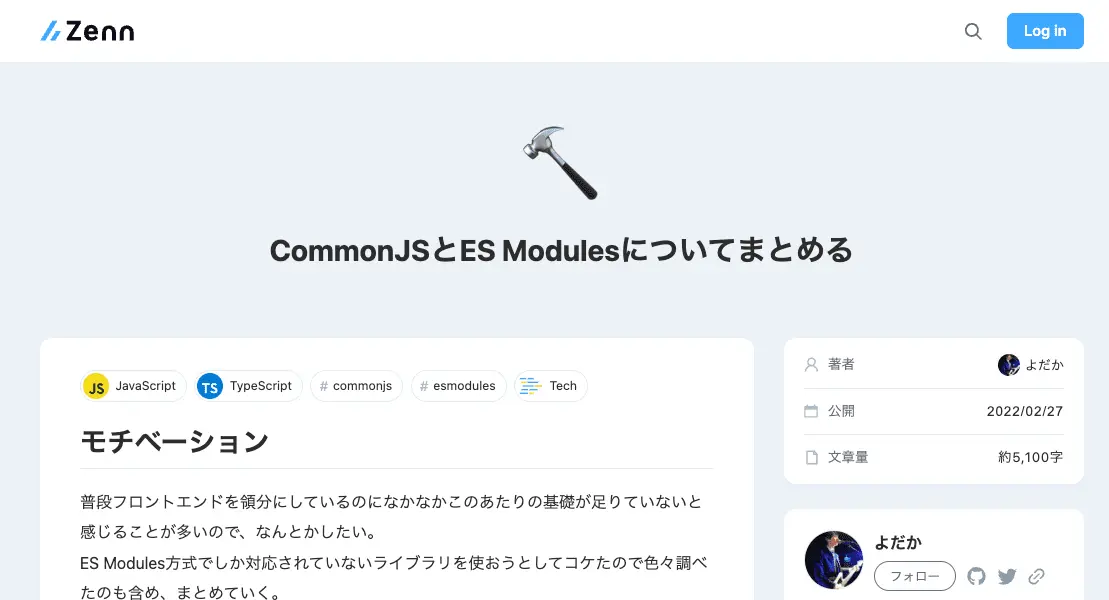 Zenn
Log in
CommonJSとES Modulesについてまとめる
JS JavaScript
TS TypeScript
# commonjs
# esmodules
Tech
モチベーション
普段フロントエンドを領分にしているのになかなかこのあたりの基礎が足りていないと
感じることが多いので、なんとかしたい。
ES Modules方式でしか対応されていないライブラリを使おうとしてコケたので色々調べ
たのも含め、まとめていく。
著者 よだか
公開 2022/02/27
文章量 約5,100字
よだか
フォロー